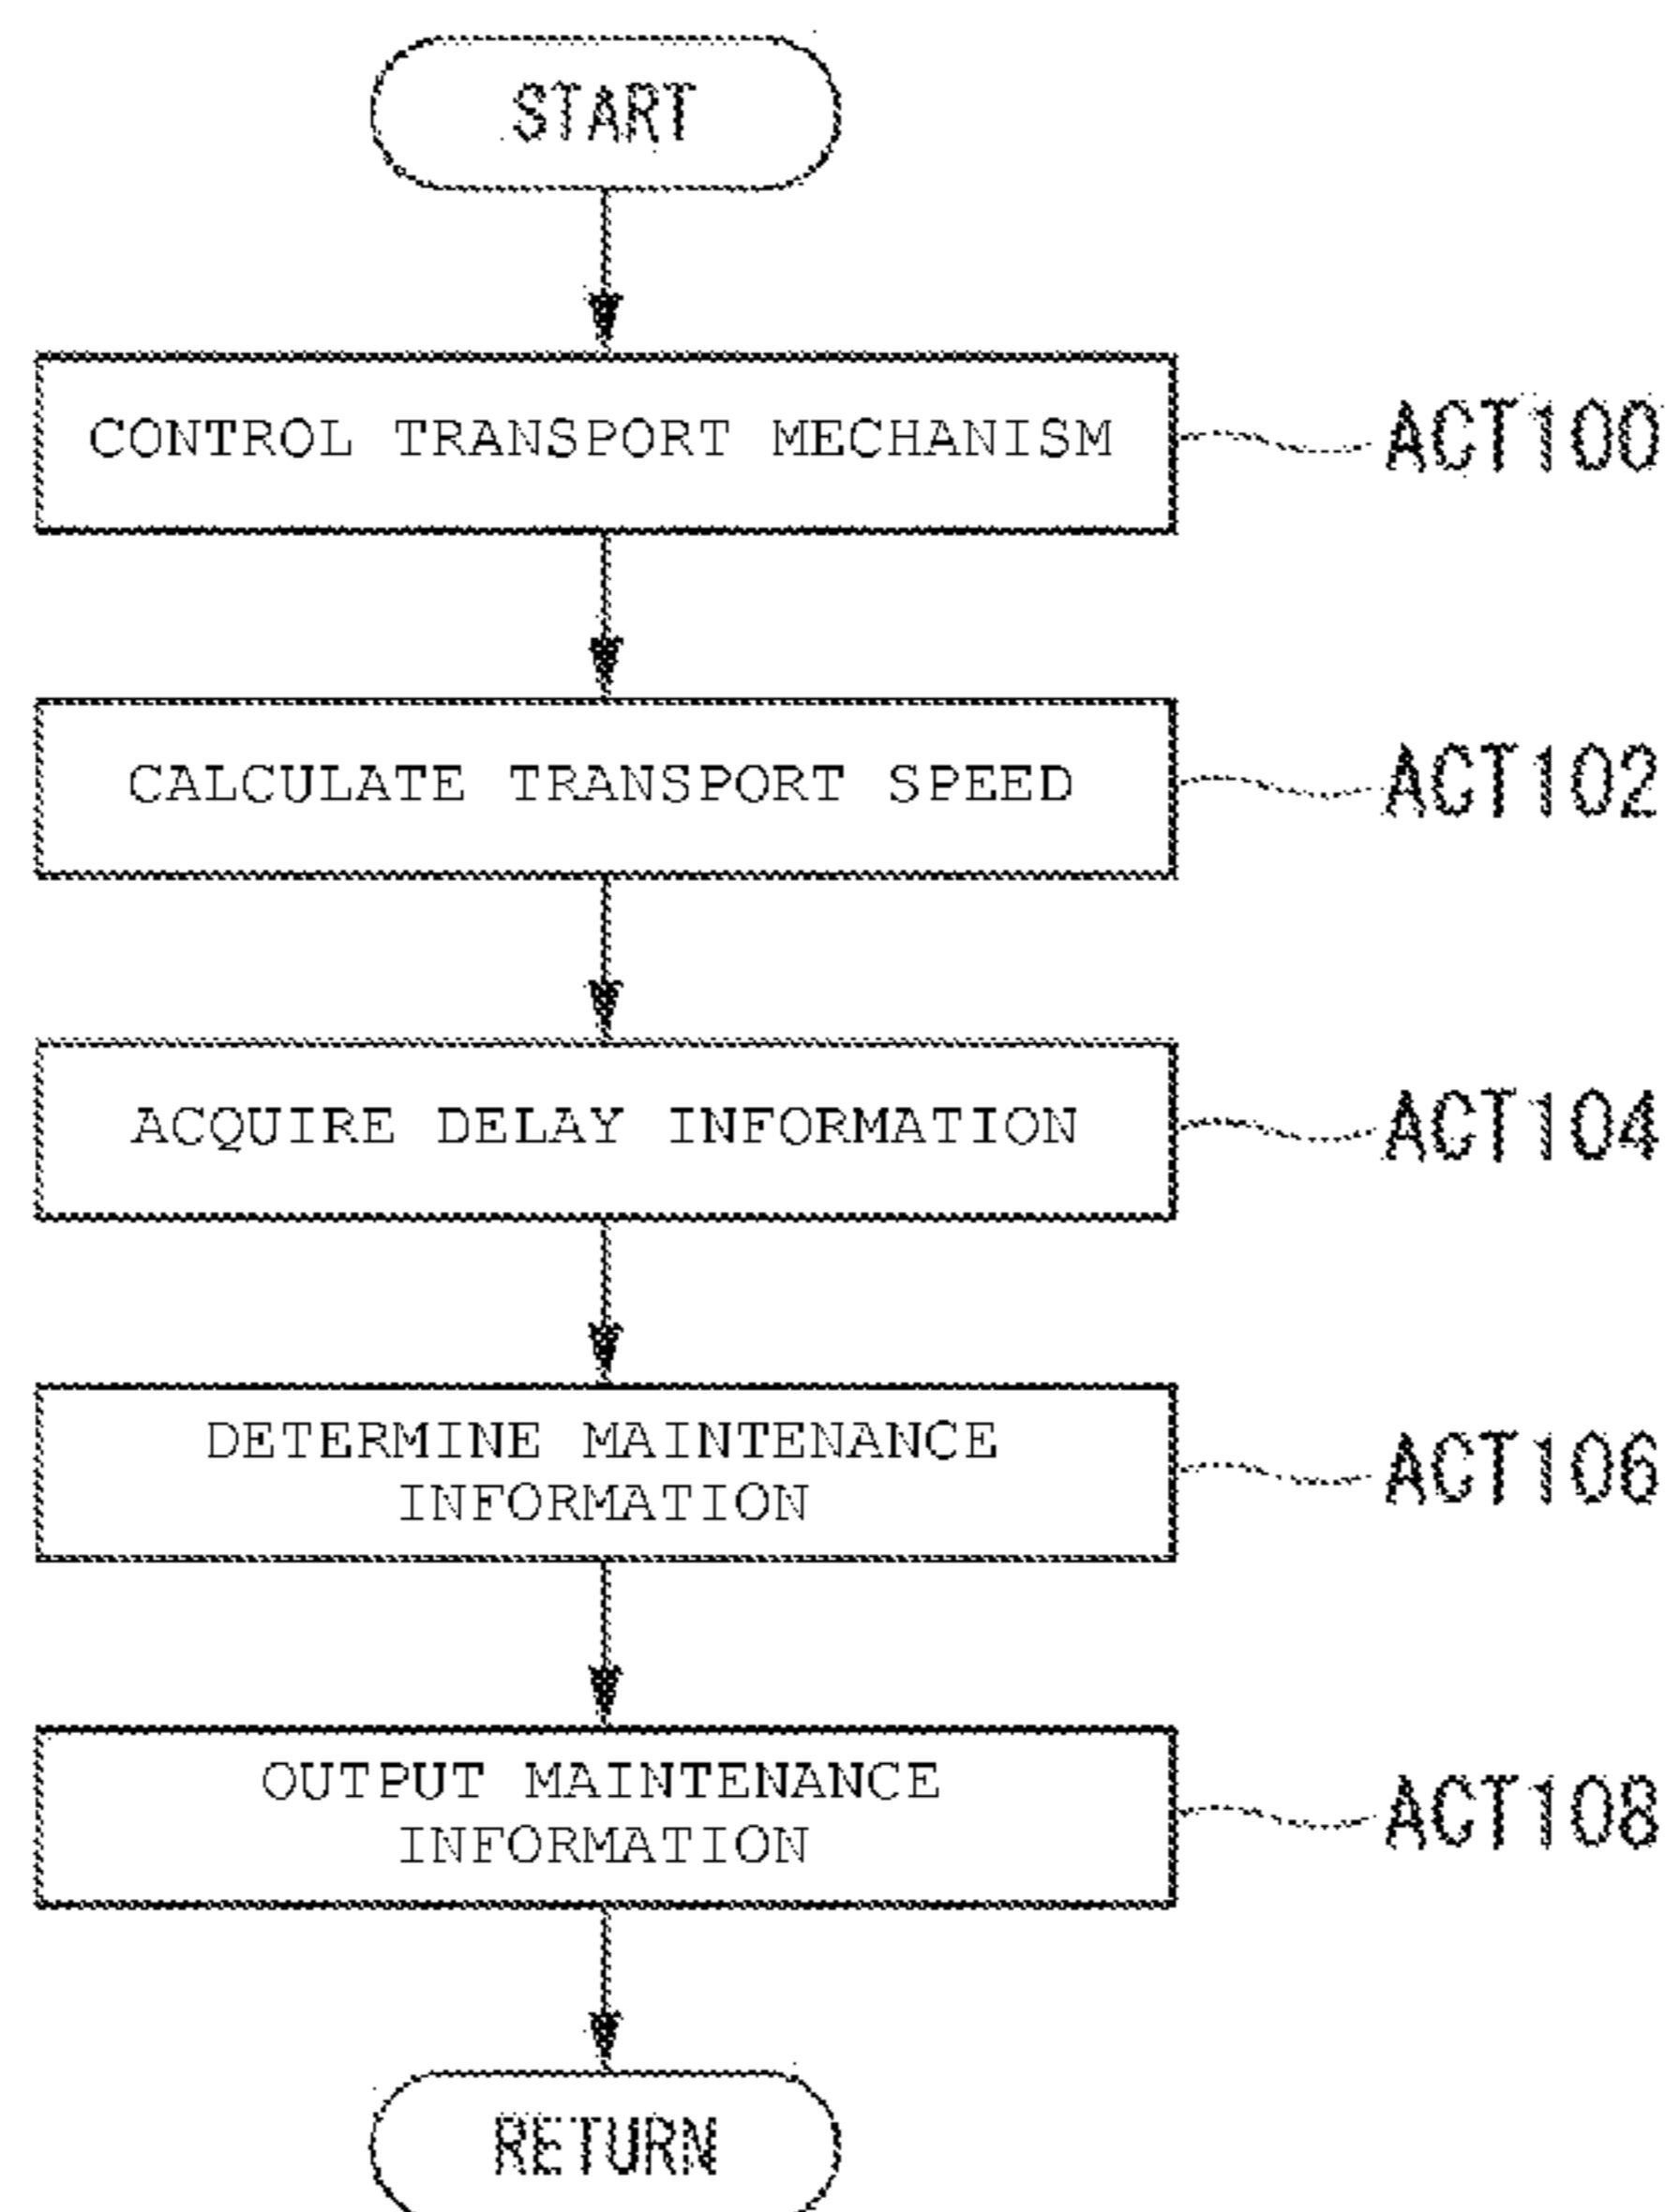 START
CONTROL TRANSPORT MECHANISM
ACT100
CALCULATE TRANSPORT SPEED
ACT102
ACQUIRE DELAY INFORMATION
ACT104
DETERMINE MAINTENANCE
INFORMATION
ACT106
OUTPUT MAINTENANCE
INFORMATION
ACT108
RETURN